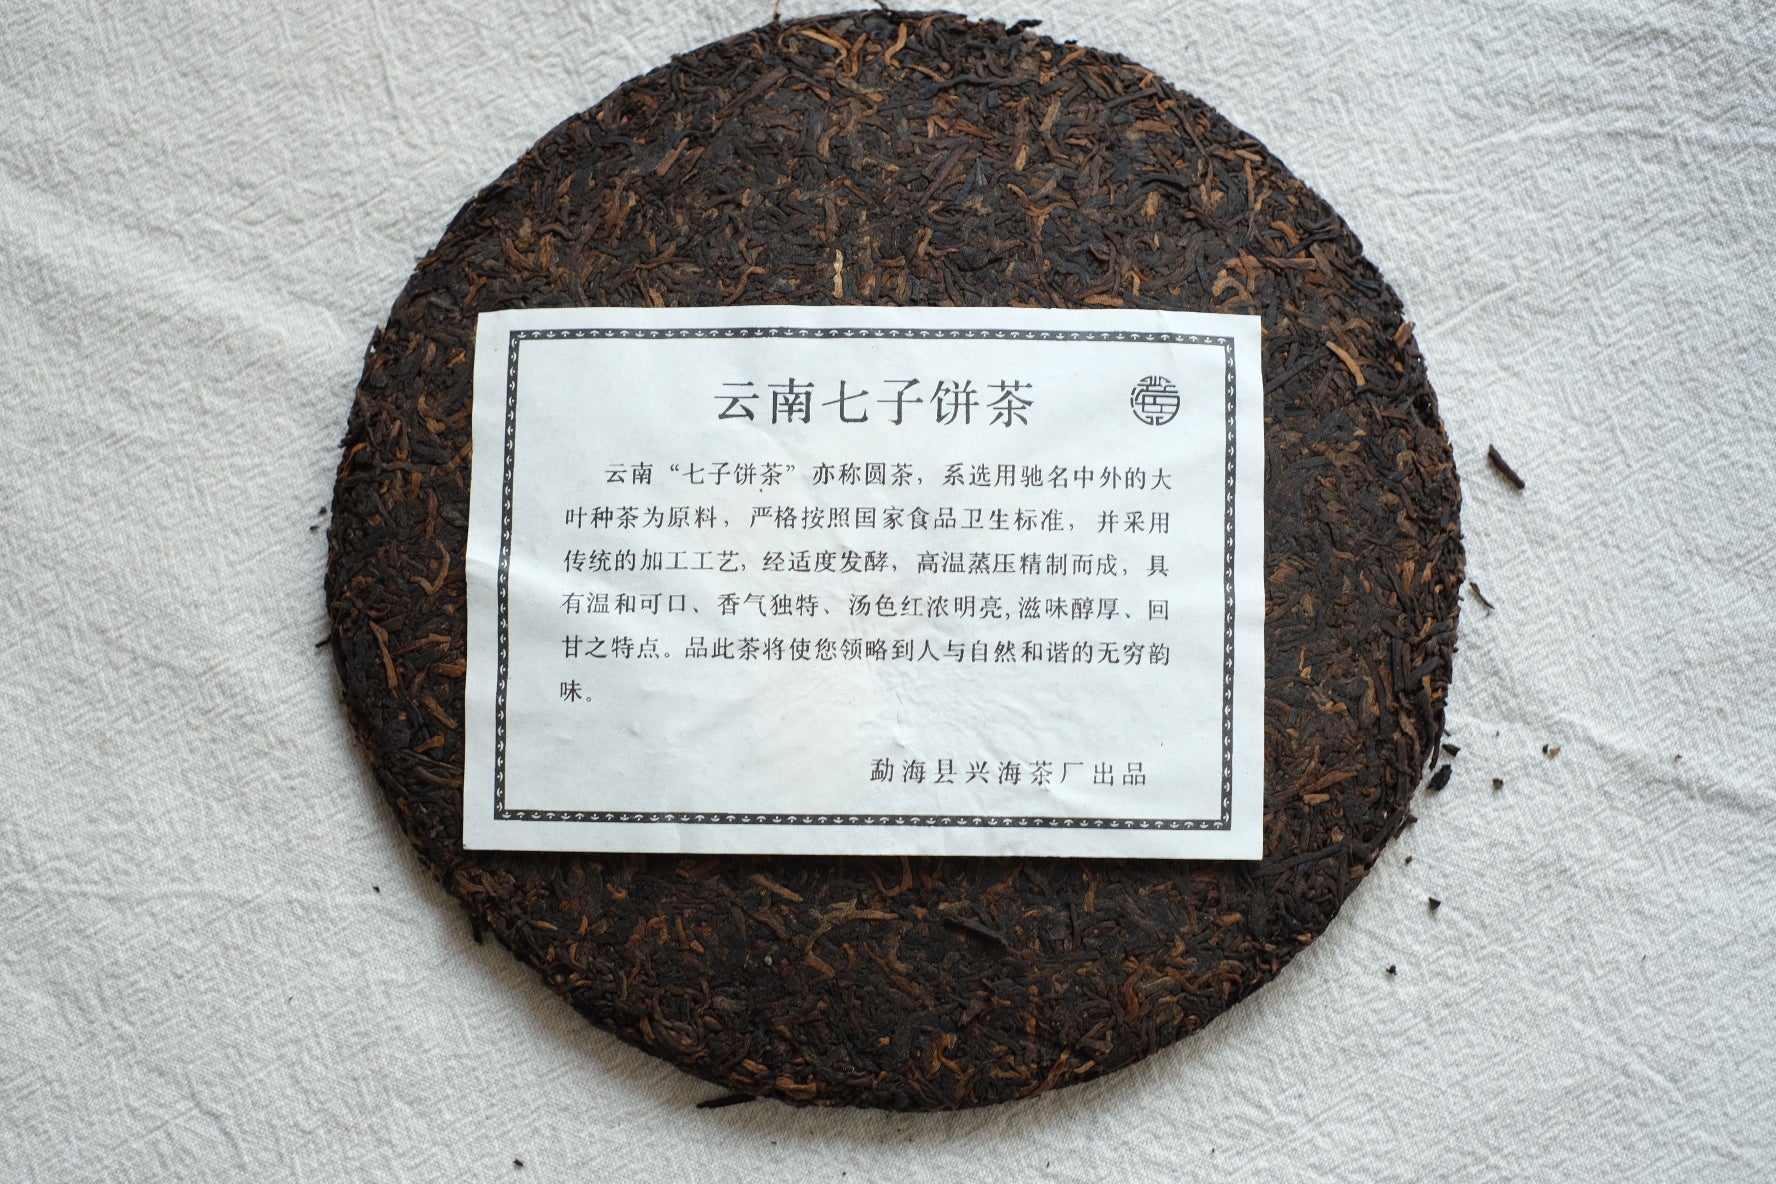 云南七子饼茶
云南“七子饼茶”亦称圆茶，系选用驰名中外的大
叶种茶为原料，严格按照国家食品卫生标准，并采用
传统的加工工艺，经适度发酵，高温蒸压精制而成，具
有温和可口、香气独特、汤色红浓明亮，滋味醇厚、回
甘之特点。品此茶将使您领略到人与自然和谐的无穷韵
味。
勐海县兴海茶厂出品